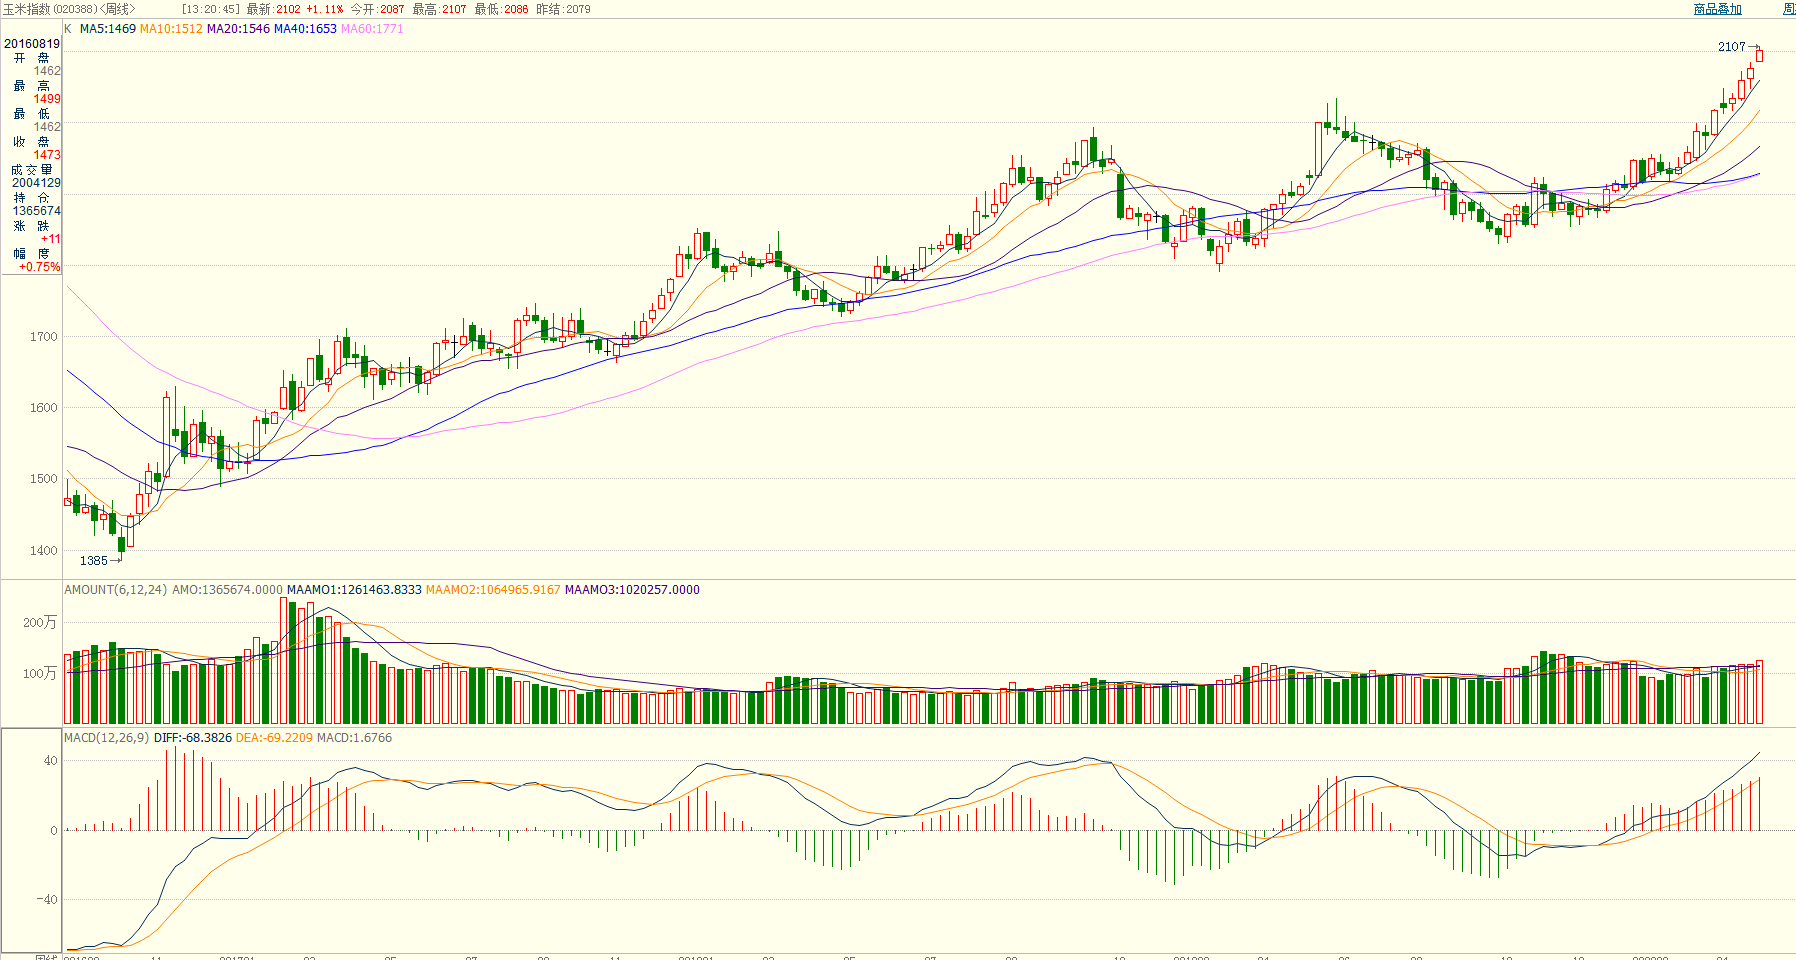 玉米指数(020388)<周线> [13:20:45] 最新:2102 +1.11% 今开:2087 最高:2107 最低:2086 昨结:2079 商品叠加
K MA5:1469 MA10:1512 MA20:1546 MA40:1653 MA60:1771
20160819
开 盘
1462
最 高
1499
最 低
1462
收 盘
1473
成交量
2004129
持 仓
1365674
涨 跌
+11
幅 度
+0.75%
2107
1700
1600
1500
1400
1385
AMOUNT(6,12,24) AMO:1365674.0000 MAAMO1:1261463.8333 MAAMO2:1064965.9167 MAAMO3:1020257.0000
200万
100万
MACD(12,26,9) DIFF:-68.3826 DEA:-69.2209 MACD:1.6766
40
0
-40